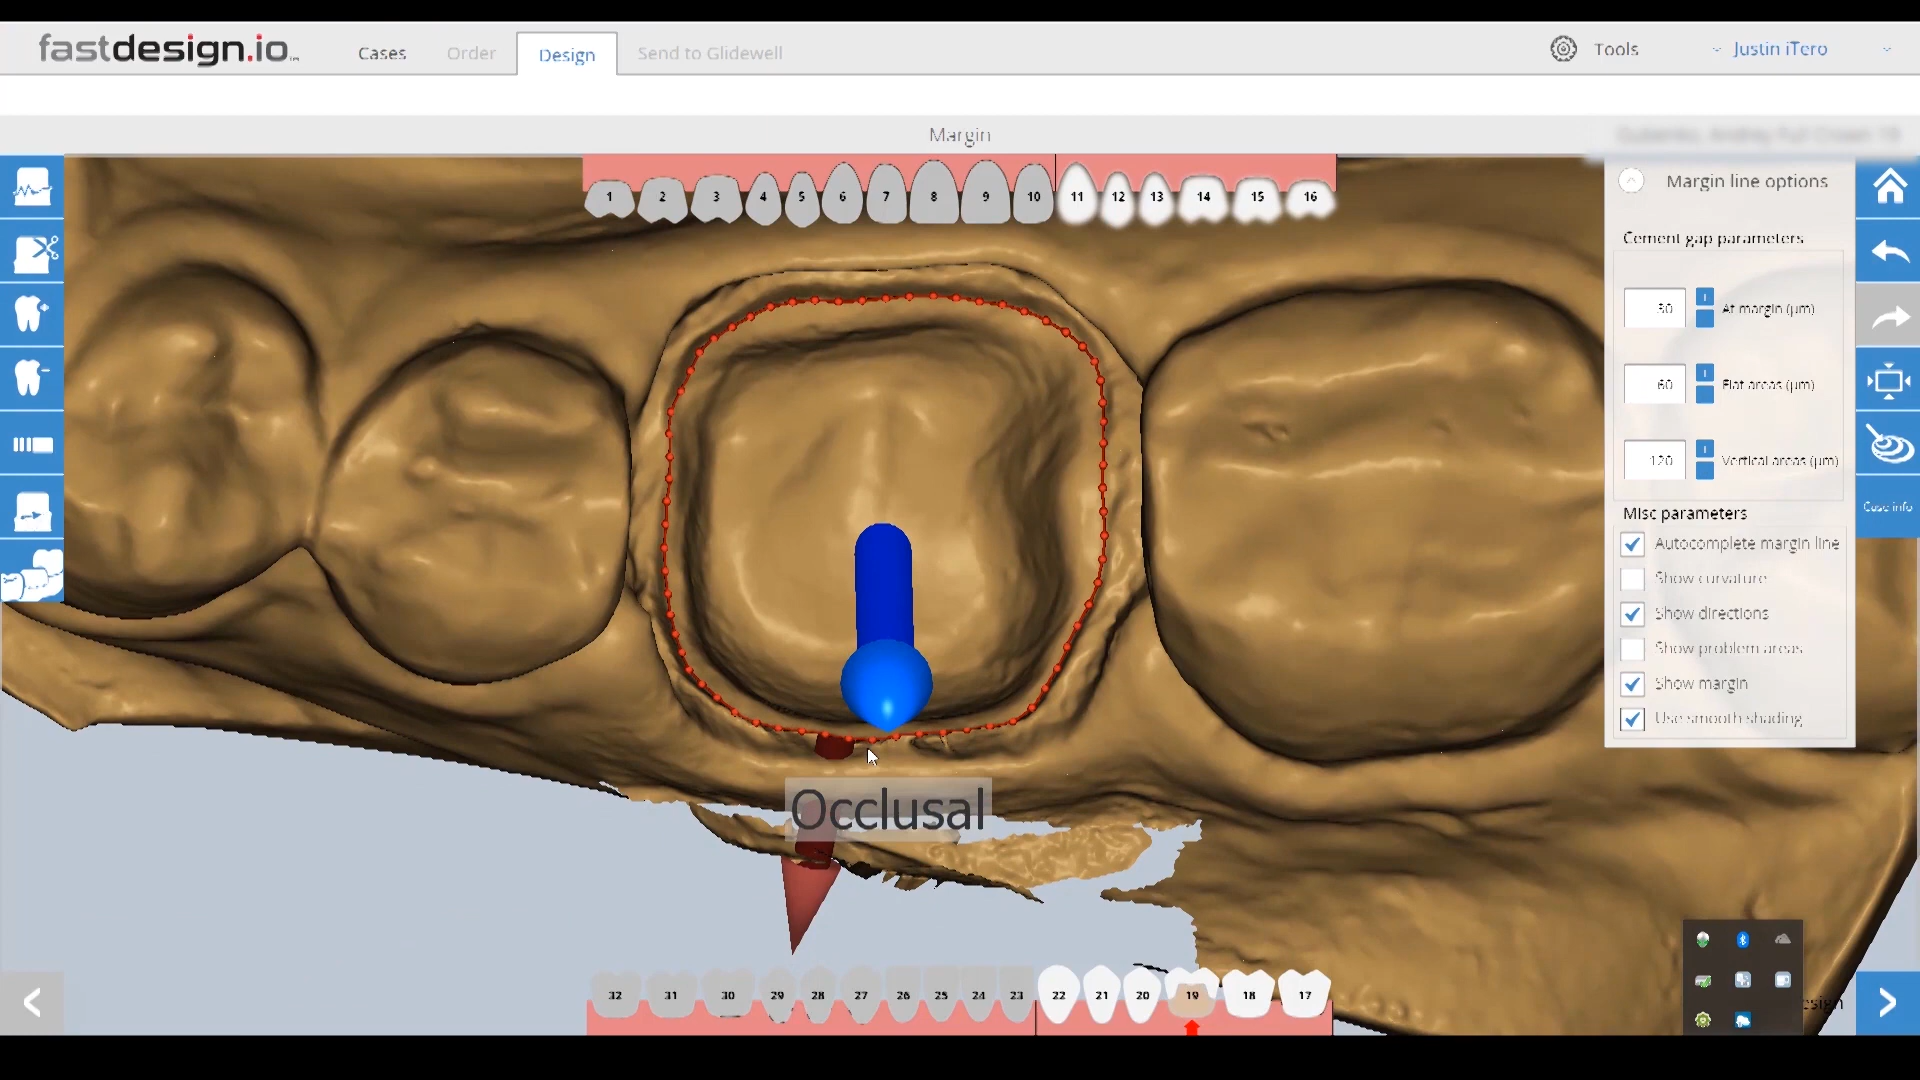 fastdesign.io
Cases
Order
Design
Send to Glidewell
Tools
Justin iTero
Margin
1 2 3 4 5 6 7 8 9 10 11 12 13 14 15 16
Margin line options
Cement gap parameters
30
At margin (µm)
60
Flat areas (µm)
120
Vertical areas (µm)
Case info
Misc parameters
Autocomplete margin line
Show curvature
Show directions
Show problem areas
Show margin
Use smooth shading
Occlusal
32 31 30 29 28 27 26 25 24 23 22 21 20 19 18 17